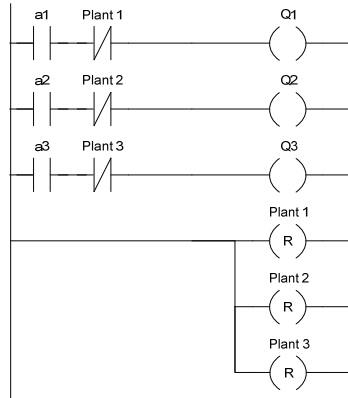 a1 Plant 1 Q1
a2 Plant 2 Q2
a3 Plant 3 Q3
Plant 1
R
Plant 2
R
Plant 3
R